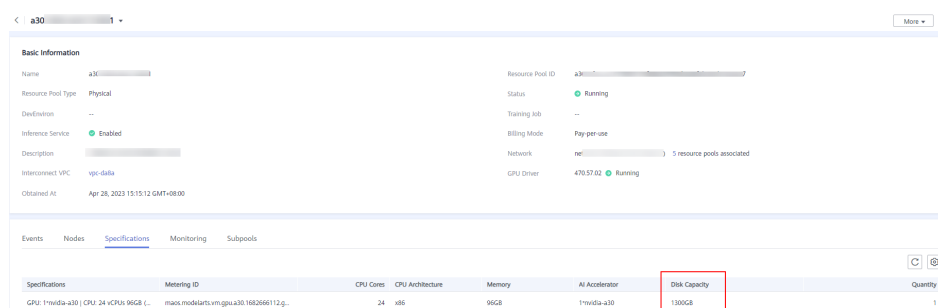 a30 1
More
Basic Information
Name a3
Resource Pool ID
Resource Pool Type Physical
Status Running
DevEnviron --
Training Job --
Inference Service Enabled
Billing Mode Pay-per-use
Description
Network ne ) 5 resource pools associated
Interconnect VPC vpc-da8a
GPU Driver 470.57.02 Running
Obtained At Apr 28, 2023 15:15:12 GMT+08:00
Events Nodes Specifications Monitoring Subpools
Specifications Metering ID CPU Cores CPU Architecture Memory AI Accelerator Disk Capacity Quantity
GPU: 1*nvidia-a30 | CPU: 24 vCPUs 96GB (... maos.modelarts.vm.gpu.a30.1682666112.g... 24 x86 96GB 1*nvidia-a30 1300GB 1